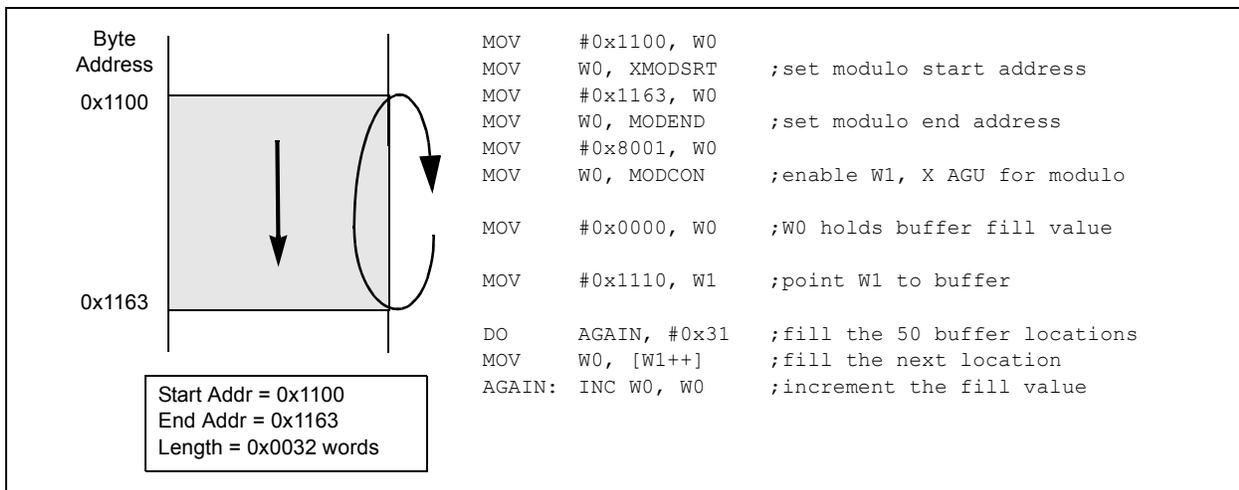 Byte
Address
0x1100
0x1163
Start Addr = 0x1100
End Addr = 0x1163
Length = 0x0032 words
MOV #0x1100, W0
MOV W0, XMODSRT ;set modulo start address
MOV #0x1163, W0
MOV W0, MODEND ;set modulo end address
MOV #0x8001, W0
MOV W0, MODCON ;enable W1, X AGU for modulo
MOV #0x0000, W0 ;W0 holds buffer fill value
MOV #0x1110, W1 ;point W1 to buffer
DO AGAIN, #0x31 ;fill the 50 buffer locations
MOV W0, [W1++] ;fill the next location
AGAIN: INC W0, W0 ;increment the fill value